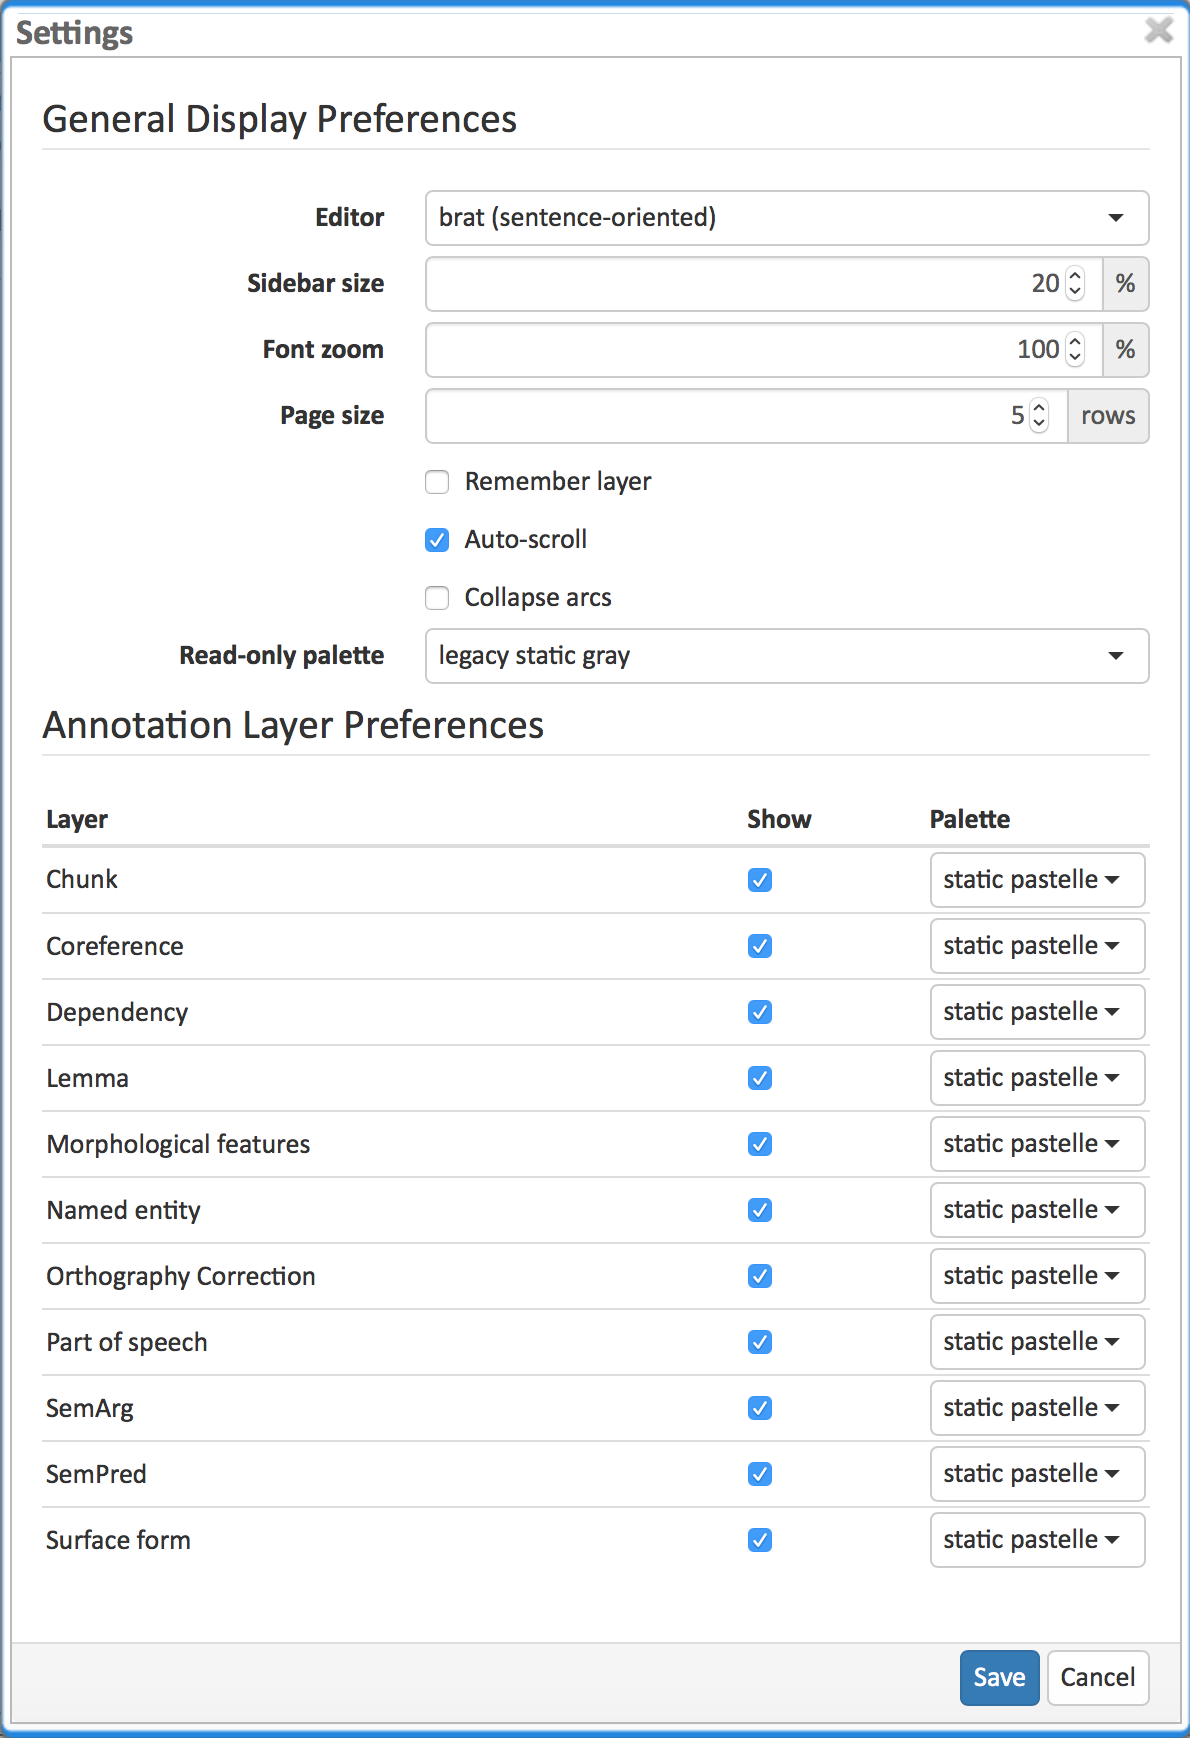 Settings
General Display Preferences
Editor brat (sentence-oriented)
Sidebar size 20 %
Font zoom 100 %
Page size 5 rows
Remember layer
Auto-scroll
Collapse arcs
Read-only palette legacy static gray
Annotation Layer Preferences
Layer Show Palette
Chunk static pastelle
Coreference static pastelle
Dependency static pastelle
Lemma static pastelle
Morphological features static pastelle
Named entity static pastelle
Orthography Correction static pastelle
Part of speech static pastelle
SemArg static pastelle
SemPred static pastelle
Surface form static pastelle
Save Cancel